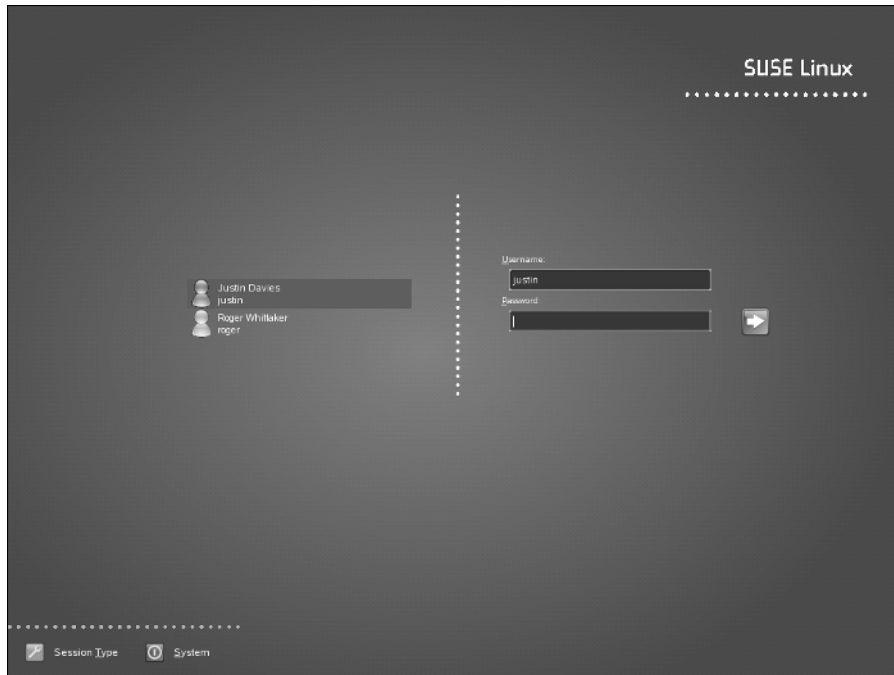 SUSE Linux
Justin Davies
justin
Roger Whittaker
roger
Username:
justin
Password:
Session Type
System